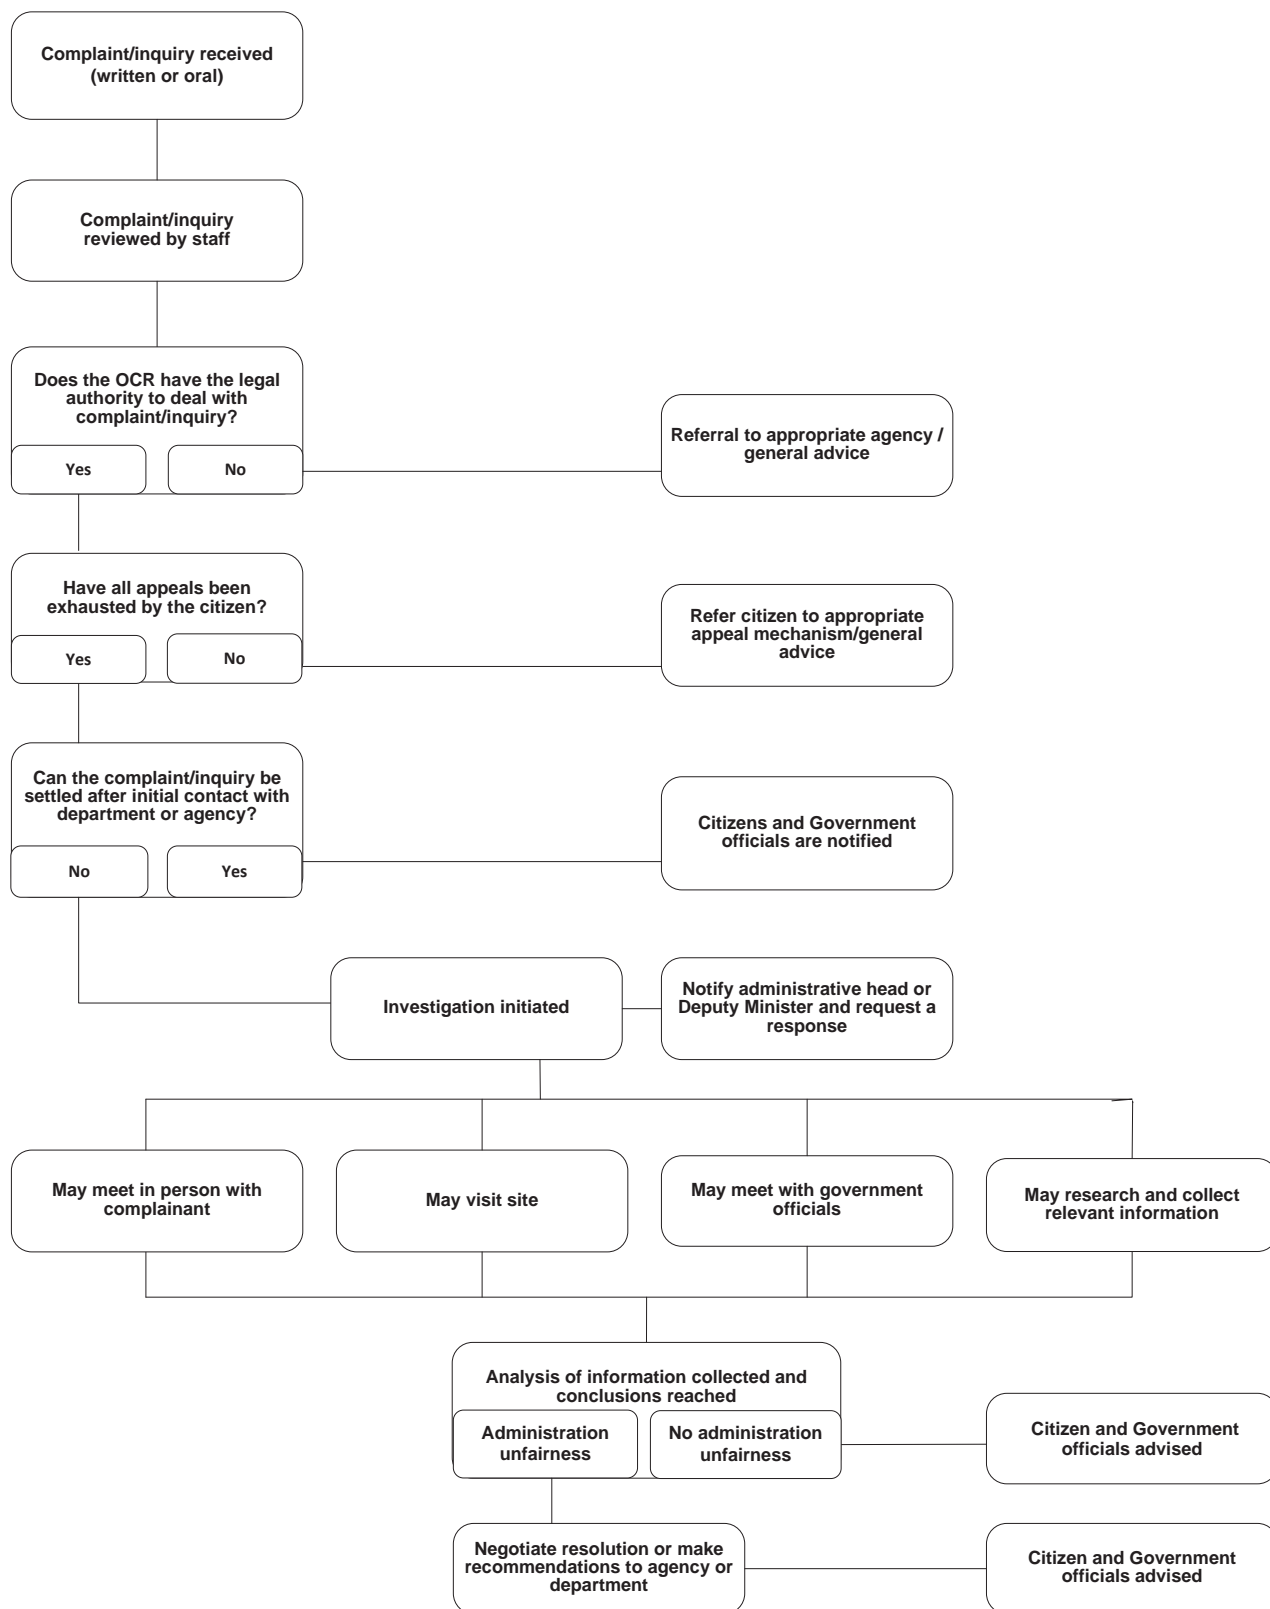 Complaint/inquiry received
(written or oral)
Complaint/inquiry
reviewed by staff
Does the OCR have the legal
authority to deal with
complaint/inquiry?
Yes
No
Referral to appropriate agency /
general advice
Have all appeals been
exhausted by the citizen?
Yes
No
Refer citizen to appropriate
appeal mechanism/general
advice
Can the complaint/inquiry be
settled after initial contact with
department or agency?
No
Yes
Citizens and Government
officials are notified
Investigation initiated
Notify administrative head or
Deputy Minister and request a
response
May meet in person with
complainant
May visit site
May meet with government
officials
May research and collect
relevant information
Analysis of information collected and
conclusions reached
Administration
unfairness
No administration
unfairness
Citizen and Government
officials advised
Negotiate resolution or make
recommendations to agency or
department
Citizen and Government
officials advised